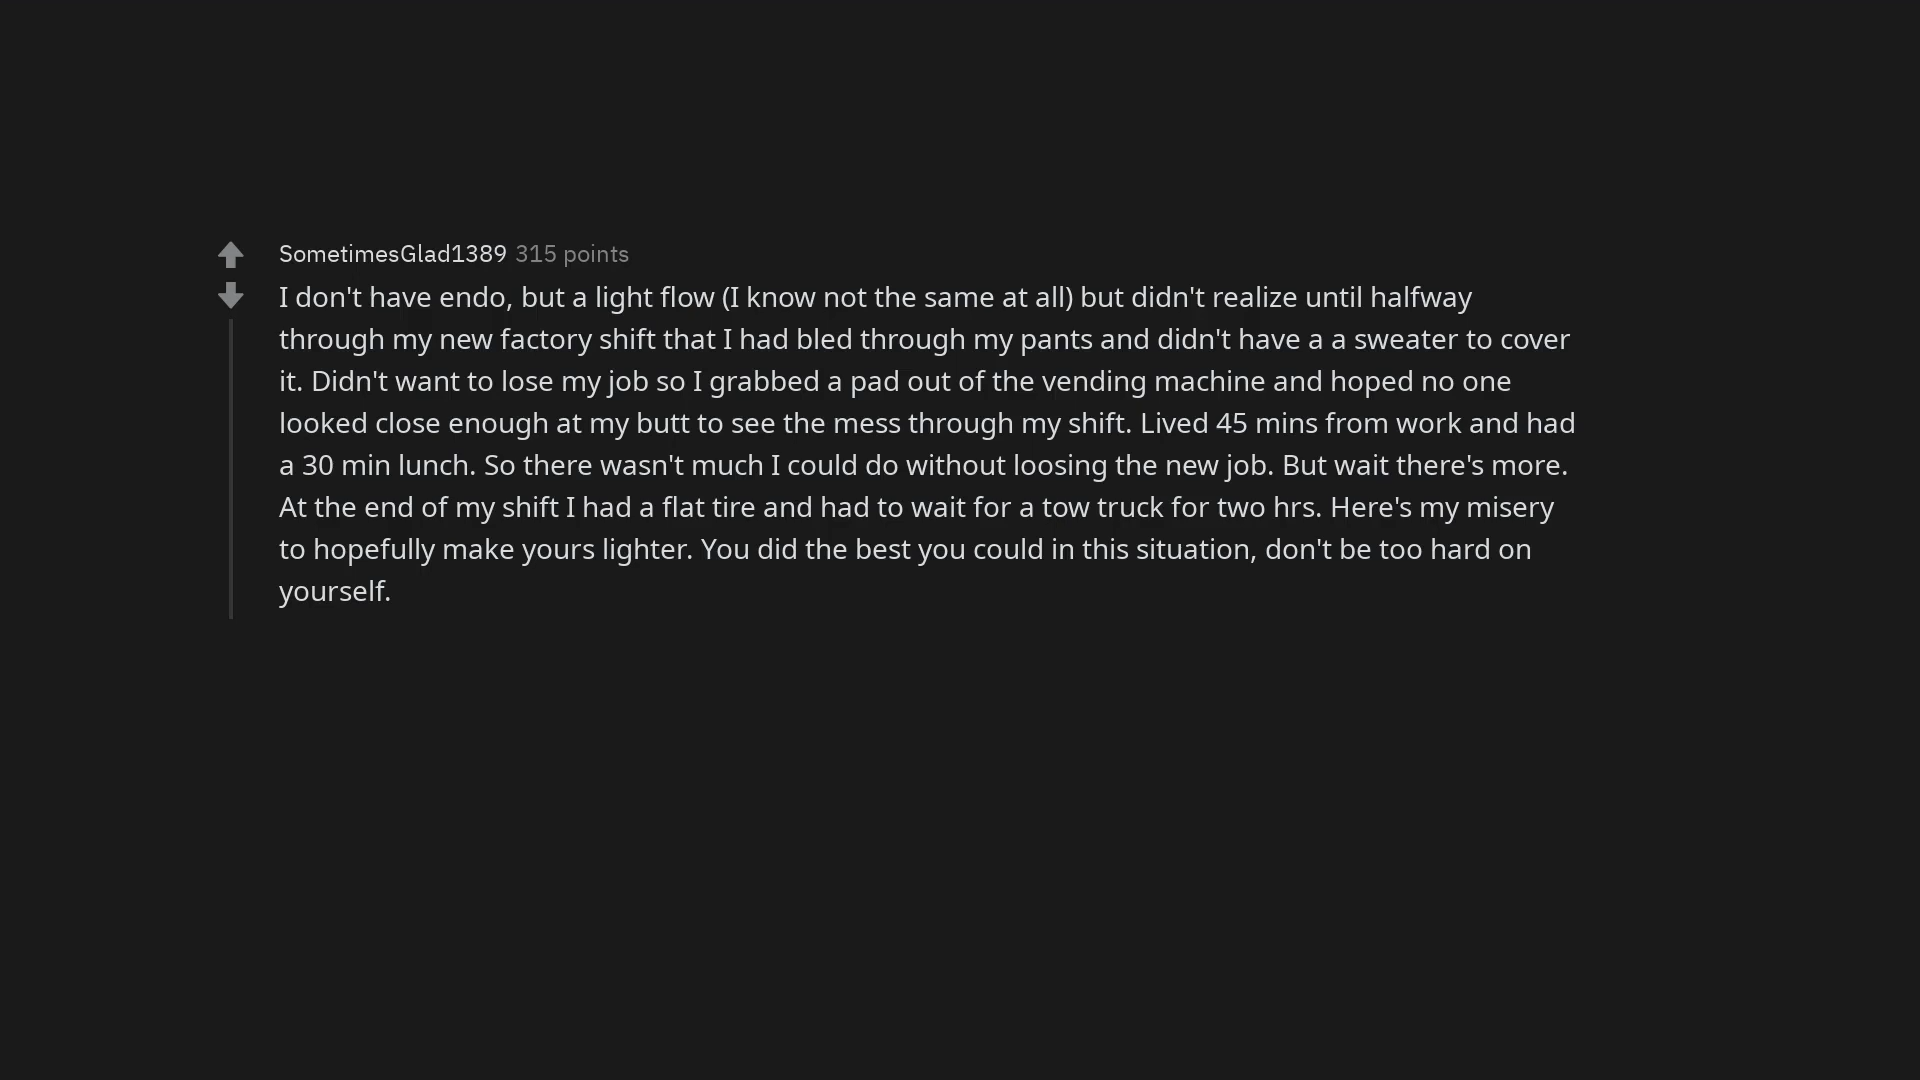 SometimesGlad1389 315 points
I don't have endo, but a light flow (I know not the same at all) but didn't realize until halfway
through my new factory shift that I had bled through my pants and didn't have a a sweater to cover
it. Didn't want to lose my job so I grabbed a pad out of the vending machine and hoped no one
looked close enough at my butt to see the mess through my shift. Lived 45 mins from work and had
a 30 min lunch. So there wasn't much I could do without loosing the new job. But wait there's more.
At the end of my shift I had a flat tire and had to wait for a tow truck for two hrs. Here's my misery
to hopefully make yours lighter. You did the best you could in this situation, don't be too hard on
yourself.